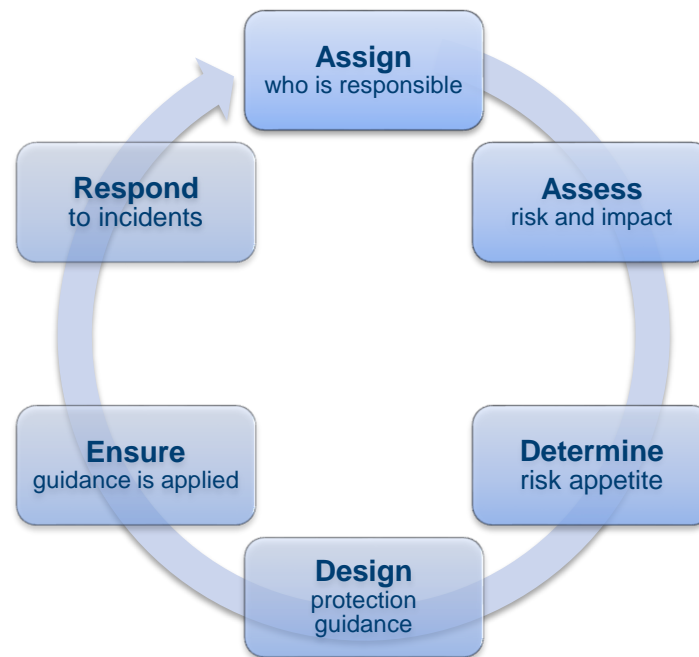 Assign
who is responsible
Assess
risk and impact
Determine
risk appetite
Design
protection
guidance
Ensure
guidance is applied
Respond
to incidents